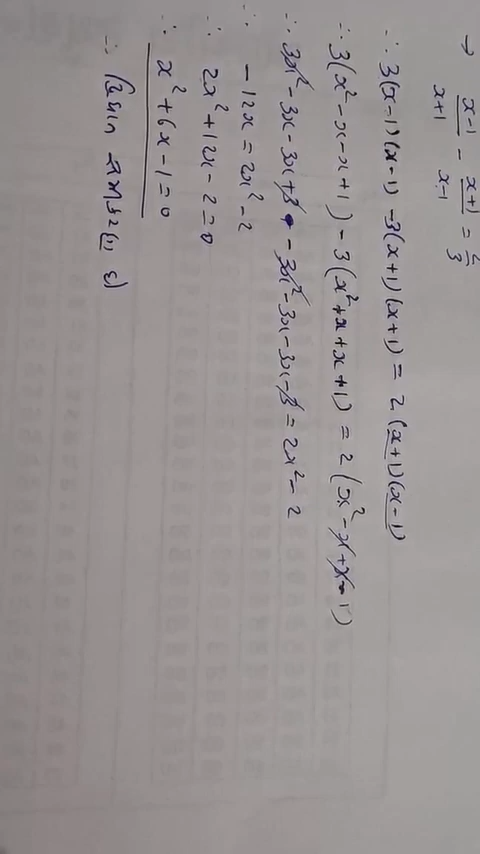 → x-1/x+1 - x+1/x-1 = 2/3
∴ 3(x-1)(x-1) -3(x+1)(x+1) = 2(x+1)(x-1)
∴ 3(x² - x - x + 1) - 3(x² + x + x + 1) = 2(x² - x + x - 1)
∴ 3x² - 3x - 3x + 3 - 3x² - 3x - 3x - 3 = 2x² - 2
∴ -12x = 2x² - 2
∴ 2x² + 12x - 2 = 0
∴ x² + 6x - 1 = 0
∴ દ્વિઘાત સમીકરણ છે